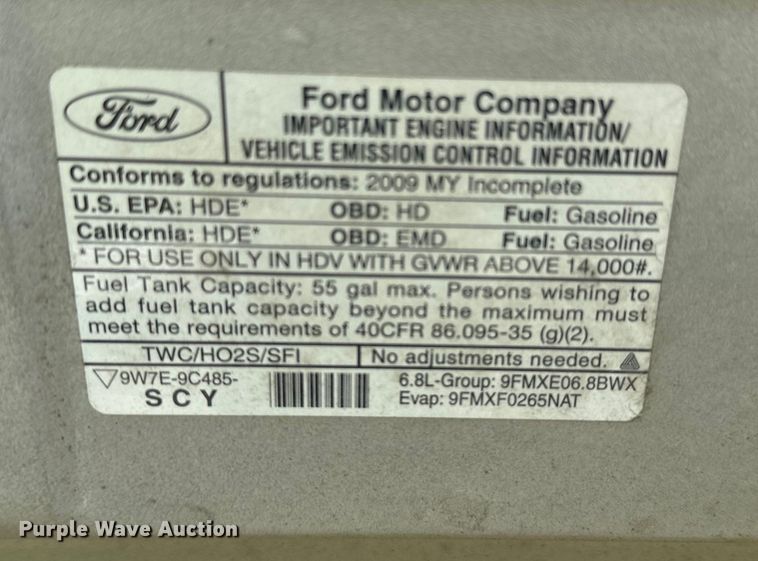 Ford
Ford Motor Company
IMPORTANT ENGINE INFORMATION/
VEHICLE EMISSION CONTROL INFORMATION
Conforms to regulations: 2009 MY Incomplete
U.S. EPA: HDE* OBD: HD Fuel: Gasoline
California: HDE* OBD: EMD Fuel: Gasoline
* FOR USE ONLY IN HDV WITH GVWR ABOVE 14,000#.
Fuel Tank Capacity: 55 gal max. Persons wishing to
add fuel tank capacity beyond the maximum must
meet the requirements of 40CFR 86.095-35 (g)(2).
TWC/HO2S/SFI No adjustments needed.
9W7E-9C485-
SCY
6.8L-Group: 9FMXE06.8BWX
Evap: 9FMXF0265NAT
Purple Wave Auction